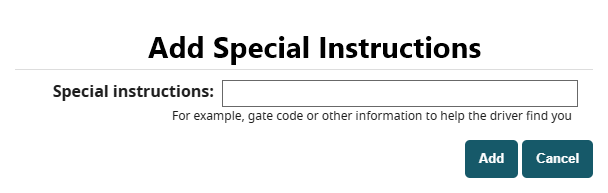 Add Special Instructions
Special instructions:
For example, gate code or other information to help the driver find you
Add Cancel